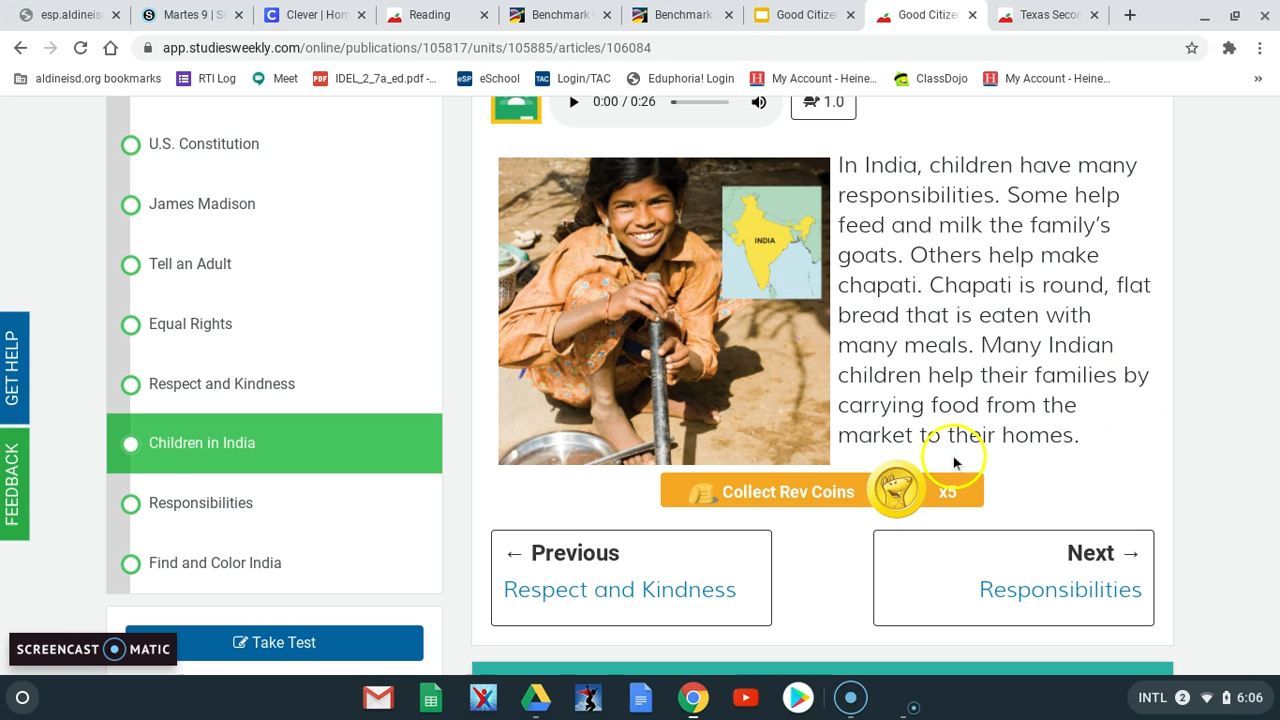 esp.aldineisd
Martes 9 | S
Clever | Hom
Reading
Benchmark
Benchmark
Good Citize
Good Citize
Texas Secon
app.studiesweekly.com/online/publications/105817/units/105885/articles/106084
aldineisd.org bookmarks
RTI Log
Meet
IDEL_2_7a_ed.pdf -...
eSchool
Login/TAC
Eduphoria! Login
My Account - Heine...
ClassDojo
My Account - Heine...
»
U.S. Constitution
James Madison
Tell an Adult
Equal Rights
Respect and Kindness
Children in India
Responsibilities
Find and Color India
Take Test
GET HELP
FEEDBACK
0:00 / 0:26
1.0
INDIA
In India, children have many
responsibilities. Some help
feed and milk the family's
goats. Others help make
chapati. Chapati is round, flat
bread that is eaten with
many meals. Many Indian
children help their families by
carrying food from the
market to their homes.
Collect Rev Coins x5
← Previous
Respect and Kindness
Next →
Responsibilities
SCREENCAST MATIC
INTL 2 6:06